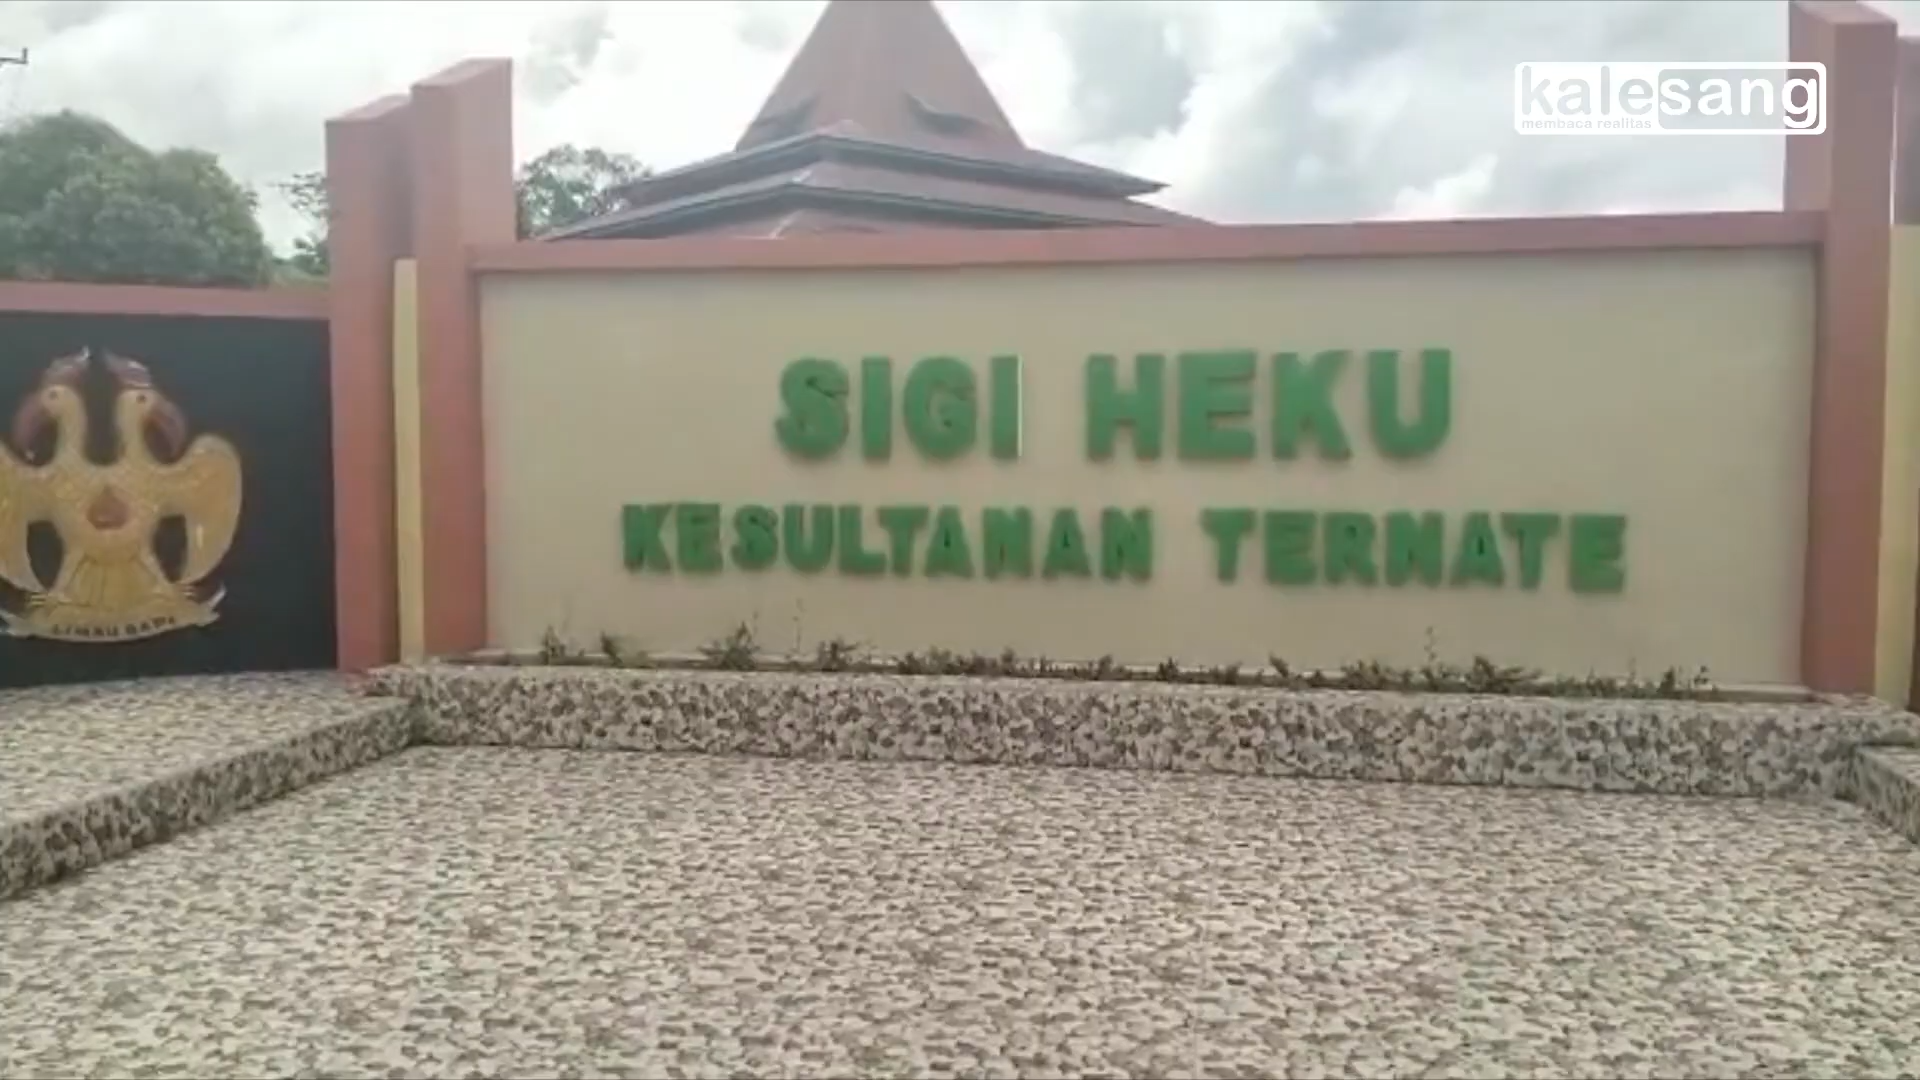 kalesang
membaca realitas
SIGI HEKU
KESULTANAN TERNATE